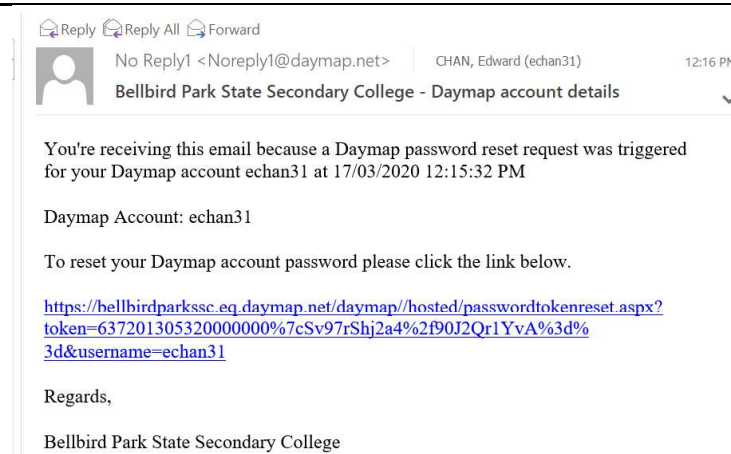 Reply Reply All Forward
No Reply1 <Noreply1@daymap.net> CHAN, Edward (echan31) 12:16 PM
Bellbird Park State Secondary College - Daymap account details
You're receiving this email because a Daymap password reset request was triggered
for your Daymap account echan31 at 17/03/2020 12:15:32 PM
Daymap Account: echan31
To reset your Daymap account password please click the link below.
https://bellbirdparkssc.eq.daymap.net/daymap//hosted/passwordtokenreset.aspx?
token=637201305320000000%7cSv97rShj2a4%2f90J2Qr1YvA%3d%
3d&username=echan31
Regards,
Bellbird Park State Secondary College